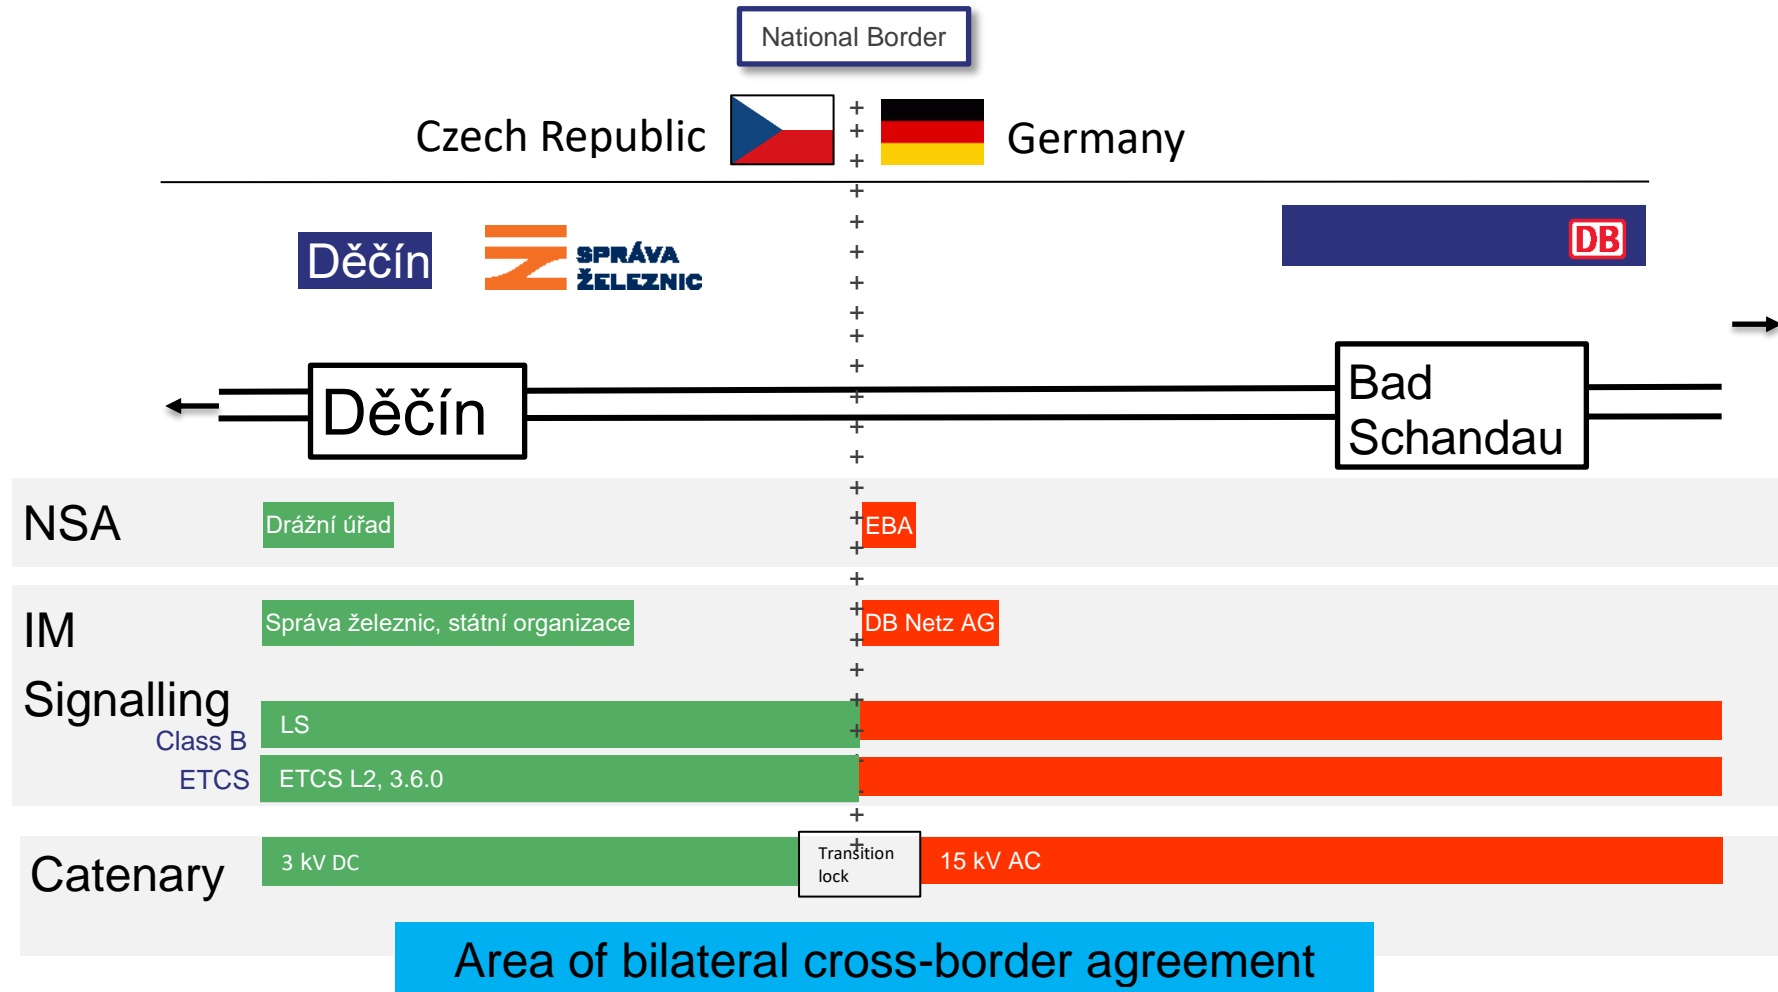 National Border
Czech Republic
Germany
Děčín
SPRÁVA
ŽELEZNIC
DB
Děčín
Bad
Schandau
NSA
Drážní úřad
EBA
IM
Správa železnic, státní organizace
DB Netz AG
Signalling
Class B
LS
ETCS
ETCS L2, 3.6.0
Catenary
3 kV DC
Transition
lock
15 kV AC
Area of bilateral cross-border agreement